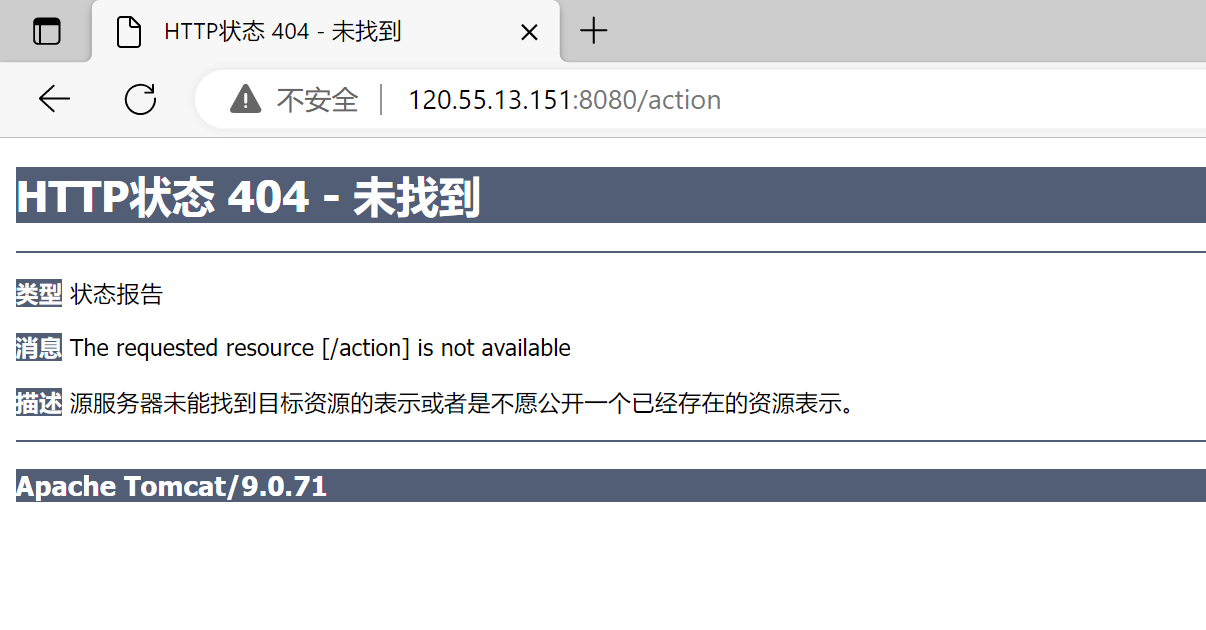 HTTP状态 404 - 未找到
不安全 120.55.13.151:8080/action
HTTP状态 404 - 未找到
类型 状态报告
消息 The requested resource [/action] is not available
描述 源服务器未能找到目标资源的表示或者是不愿公开一个已经存在的资源表示。
Apache Tomcat/9.0.71